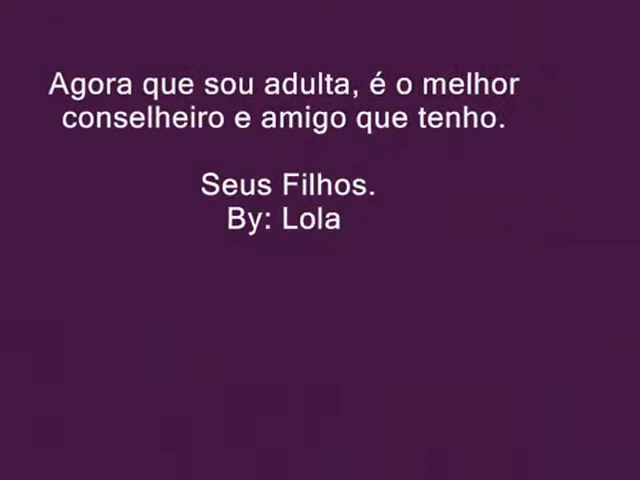 Agora que sou adulta, é o melhor
conselheiro e amigo que tenho.
Seus Filhos.
By: Lola